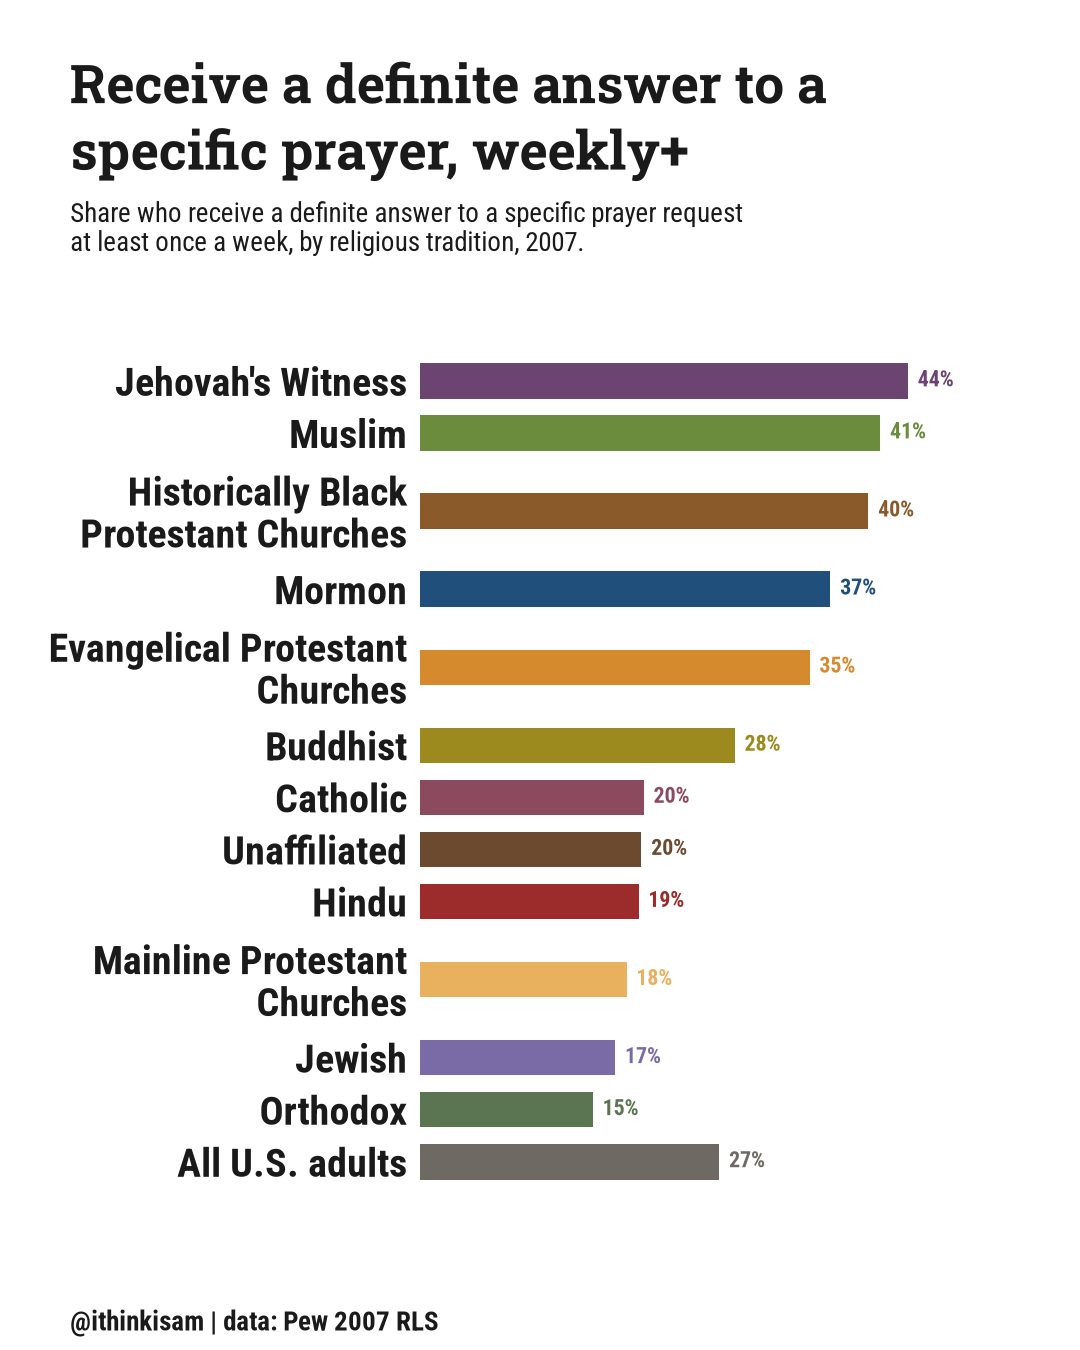 Receive a definite answer to a
specific prayer, weekly+
Share who receive a definite answer to a specific prayer request
at least once a week, by religious tradition, 2007.
Jehovah's Witness 44%
Muslim 41%
Historically Black
Protestant Churches 40%
Mormon 37%
Evangelical Protestant
Churches 35%
Buddhist 28%
Catholic 20%
Unaffiliated 20%
Hindu 19%
Mainline Protestant
Churches 18%
Jewish 17%
Orthodox 15%
All U.S. adults 27%
@ithinkisam | data: Pew 2007 RLS